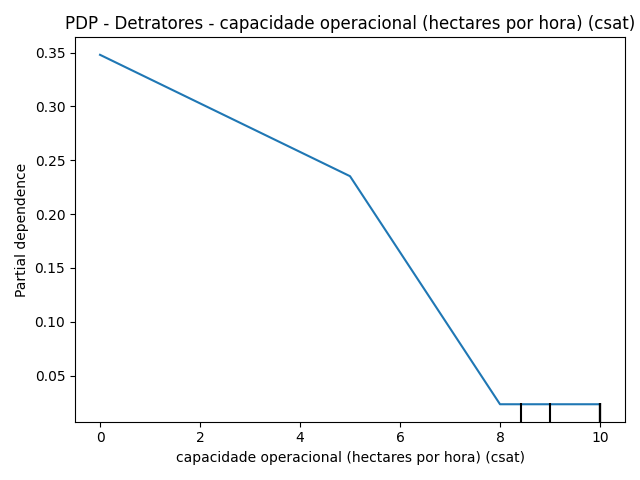 PDP - Detratores - capacidade operacional (hectares por hora) (csat)
0.35
0.30
0.25
0.20
0.15
0.10
0.05
Partial dependence
0 2 4 6 8 10
capacidade operacional (hectares por hora) (csat)